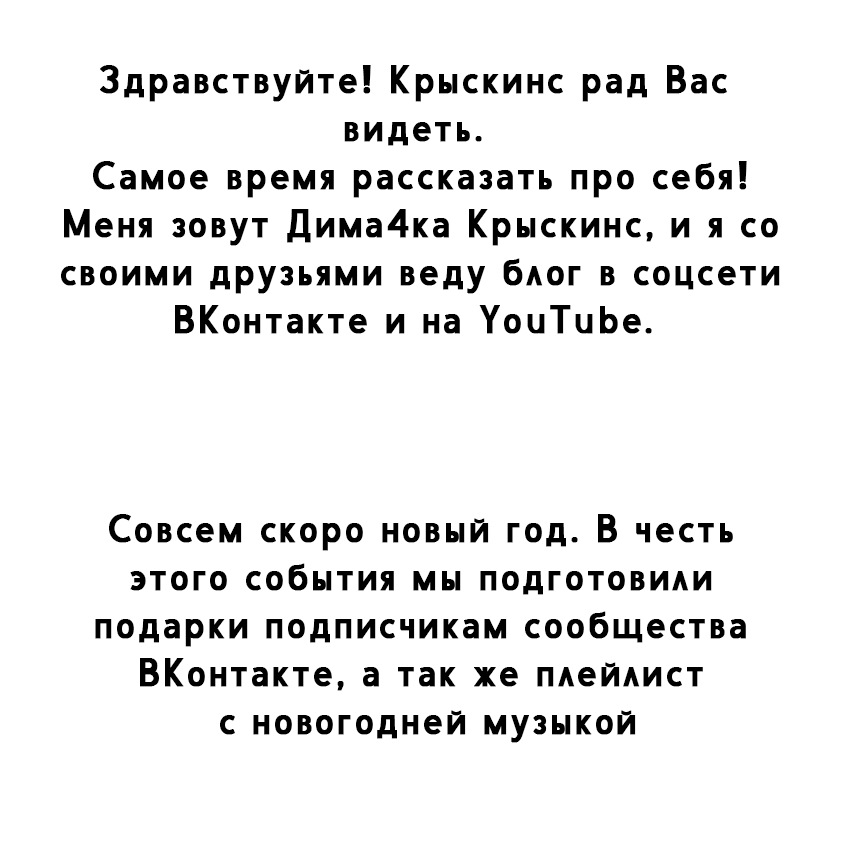 Здравствуйте! Крыскинс рад Вас
видеть.
Самое время рассказать про себя!
Меня зовут Дима4ка Крыскинс, и я со
своими друзьями веду блог в соцсети
ВКонтакте и на YouTube.
Совсем скоро новый год. В честь
этого события мы подготовили
подарки подписчикам сообщества
ВКонтакте, а так же плейлист
с новогодней музыкой